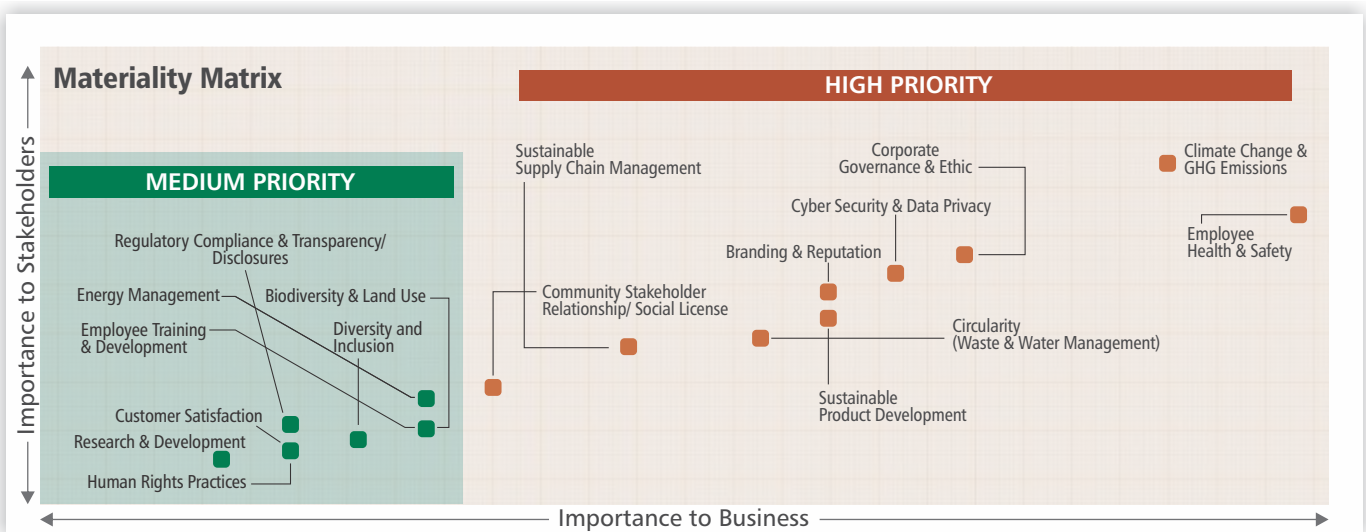 Materiality Matrix
HIGH PRIORITY
MEDIUM PRIORITY
Importance to Stakeholders
Sustainable
Supply Chain Management
Corporate
Governance & Ethic
Climate Change &
GHG Emissions
Cyber Security & Data Privacy
Employee
Health & Safety
Branding & Reputation
Regulatory Compliance & Transparency/
Disclosures
Energy Management
Biodiversity & Land Use
Community Stakeholder
Relationship/ Social License
Employee Training
& Development
Diversity and
Inclusion
Circularity
(Waste & Water Management)
Sustainable
Product Development
Customer Satisfaction
Research & Development
Human Rights Practices
Importance to Business